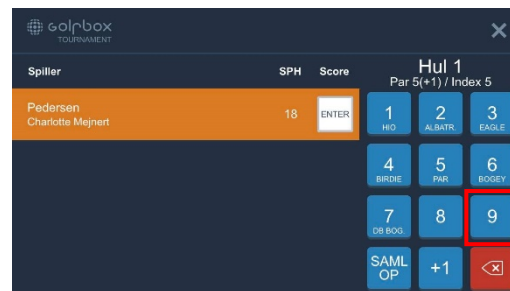 GolfBox
TOURNAMENT
Spiller SPH Score
Pedersen
Charlotte Mejnert
18 ENTER
Hul 1
Par 5(+1) / Index 5
1 2 3
HIO ALBATR. EAGLE
4 5 6
BIRDIE PAR BOGEY
7 8 9
DB BOG.
SAML OP +1